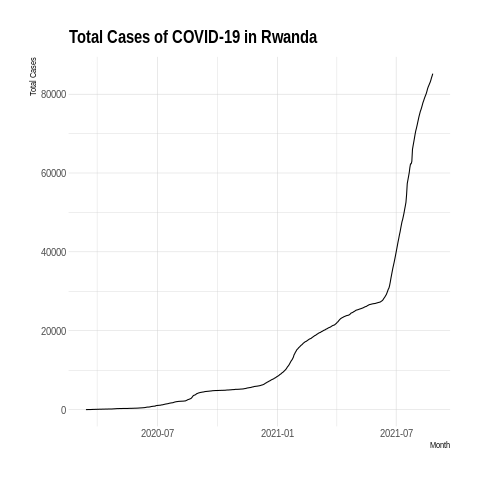 Total Cases of COVID-19 in Rwanda
Total Cases
80000
60000
40000
20000
0
2020-07 2021-01 2021-07
Month